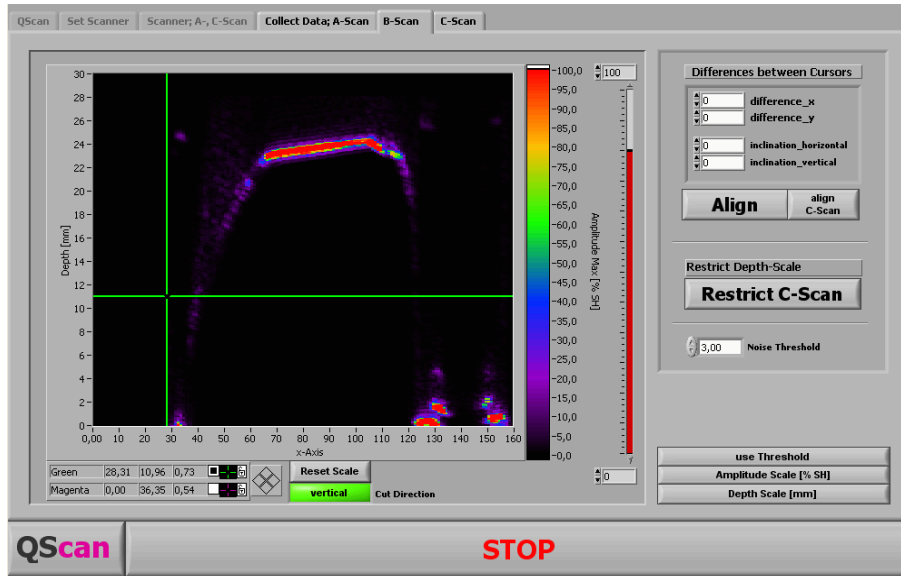 QScan Set Scanner Scanner; A-, C-Scan Collect Data; A-Scan B-Scan C-Scan
30
28
26
24
22
20
18
16
14
12
10
8
6
4
2
0
Depth [mm]
0,00 10 20 30 40 50 60 70 80 90 100 110 120 130 140 150 160
x-Axis
100,0
95,0
90,0
85,0
80,0
75,0
70,0
65,0
60,0
55,0
50,0
45,0
40,0
35,0
30,0
25,0
20,0
15,0
10,0
5,0
0,0
Amplitude Max [% SH]
100
0
Green 28,31 10,96 0,73
Magenta 0,00 36,35 0,54
Reset Scale
vertical Cut Direction
Differences between Cursors
0 difference_x
0 difference_y
0 inclination_horizontal
0 inclination_vertical
Align
align
C-Scan
Restrict Depth-Scale
Restrict C-Scan
3,00 Noise Threshold
use Threshold
Amplitude Scale [% SH]
Depth Scale [mm]
QScan
STOP